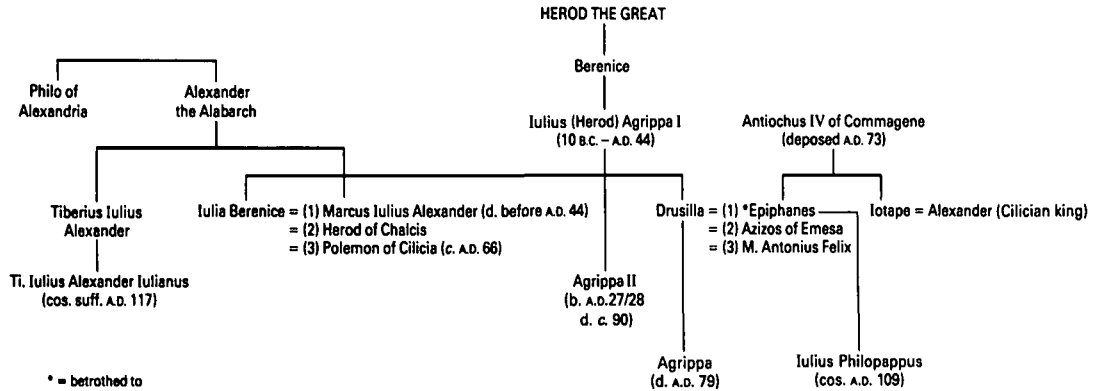 HEROD THE GREAT
Berenice
Philo of
Alexandria
Alexander
the Alabarch
Iulius (Herod) Agrippa I
(10 B.C. – A.D. 44)
Antiochus IV of Commagene
(deposed A.D. 73)
Tiberius Iulius
Alexander
Iulia Berenice = (1) Marcus Iulius Alexander (d. before A.D. 44)
= (2) Herod of Chalcis
= (3) Polemon of Cilicia (c. A.D. 66)
Drusilla = (1) *Epiphanes
= (2) Azizos of Emesa
= (3) M. Antonius Felix
Iotape = Alexander (Cilician king)
Ti. Iulius Alexander Iulianus
(cos. suff. A.D. 117)
Agrippa II
(b. A.D.27/28
d. c. 90)
Agrippa
(d. A.D. 79)
Iulius Philopappus
(cos. A.D. 109)
* = betrothed to